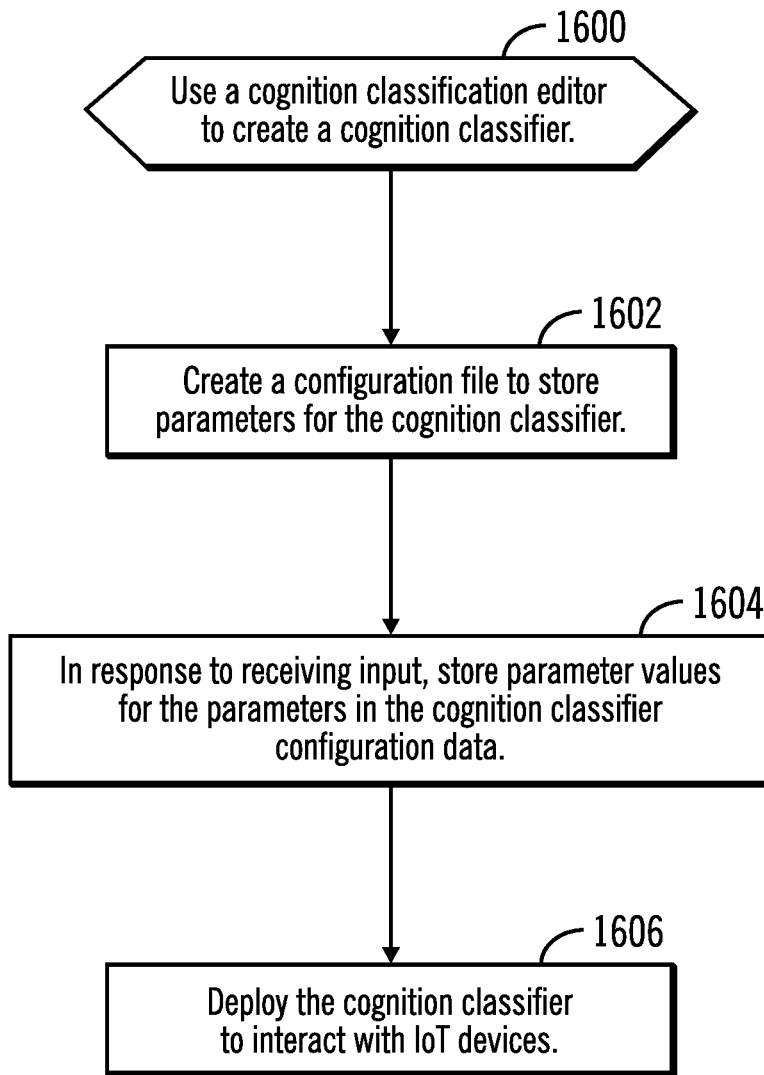 1600
Use a cognition classification editor
to create a cognition classifier.
1602
Create a configuration file to store
parameters for the cognition classifier.
1604
In response to receiving input, store parameter values
for the parameters in the cognition classifier
configuration data.
1606
Deploy the cognition classifier
to interact with IoT devices.